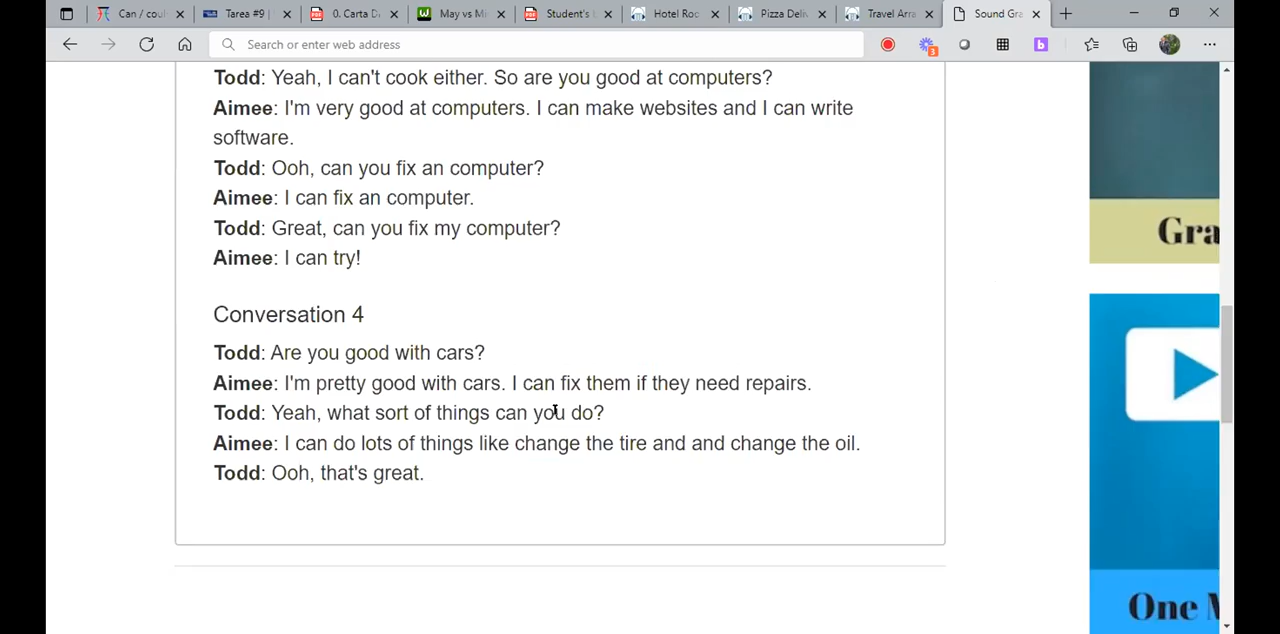 Can / coul
Tarea #9 |
0. Carta D
May vs Mi
Student's
Hotel Roo
Pizza Deliv
Travel Arra
Sound Gra
Search or enter web address
3
b
Todd: Yeah, I can't cook either. So are you good at computers?
Aimee: I'm very good at computers. I can make websites and I can write
software.
Todd: Ooh, can you fix an computer?
Aimee: I can fix an computer.
Todd: Great, can you fix my computer?
Aimee: I can try!
Conversation 4
Todd: Are you good with cars?
Aimee: I'm pretty good with cars. I can fix them if they need repairs.
Todd: Yeah, what sort of things can you do?
Aimee: I can do lots of things like change the tire and and change the oil.
Todd: Ooh, that's great.
Gra
One M